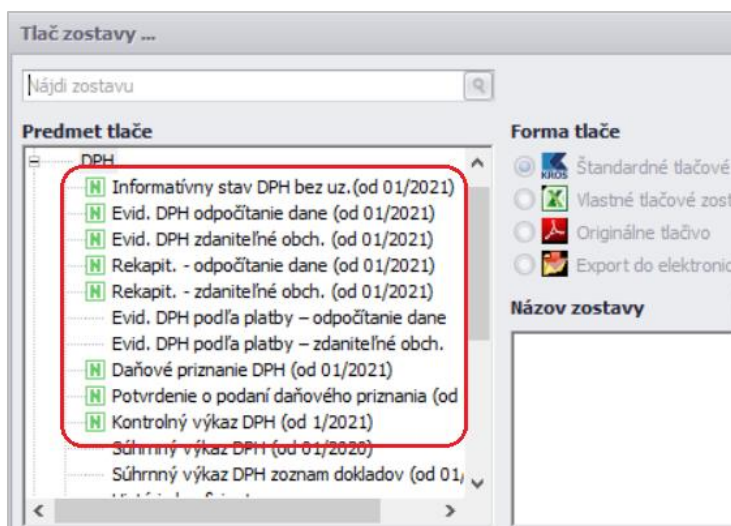 Tlač zostavy ...
Nájdi zostavu
Predmet tlače
DPH
N Informatívny stav DPH bez uz.(od 01/2021)
N Evid. DPH odpočítanie dane (od 01/2021)
N Evid. DPH zdaniteľné obch. (od 01/2021)
N Rekapit. - odpočítanie dane (od 01/2021)
N Rekapit. - zdaniteľné obch. (od 01/2021)
Evid. DPH podľa platby – odpočítanie dane
Evid. DPH podľa platby – zdaniteľné obch.
N Daňové priznanie DPH (od 01/2021)
N Potvrdenie o podaní daňového priznania (od
N Kontrolný výkaz DPH (od 1/2021)
Súhrnný výkaz DPH (od 01/2020)
Súhrnný výkaz DPH zoznam dokladov (od 01/
Forma tlače
KROS Štandardné tlačové
Vlastné tlačové zost
Originálne tlačivo
Export do elektronic
Názov zostavy